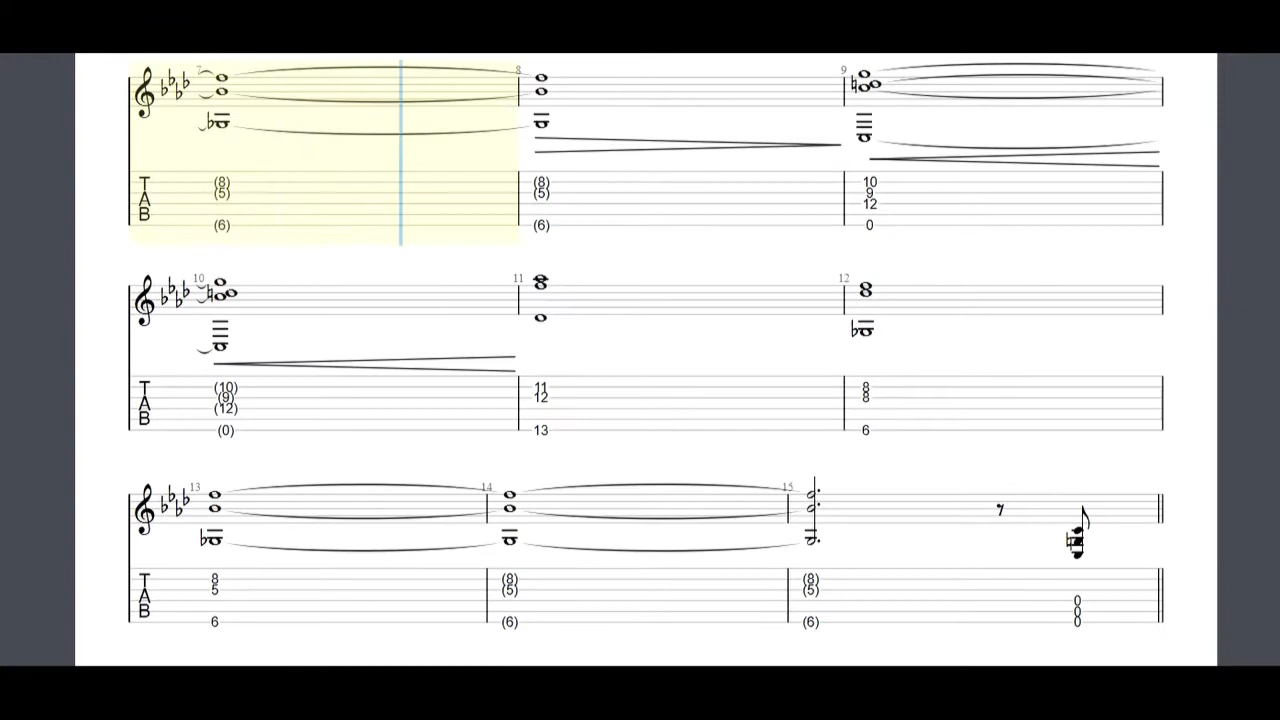 7 8 9
T (8) (8) 10
A (5) (5) 9
12
B (6) (6) 0
10 11 12
T (10) 11 8
A (9) 12 8
(12)
B (0) 13 6
13 14 15
T 8 (8) (8)
A 5 (5) (5)
0
B 0
6 (6) (6) 0